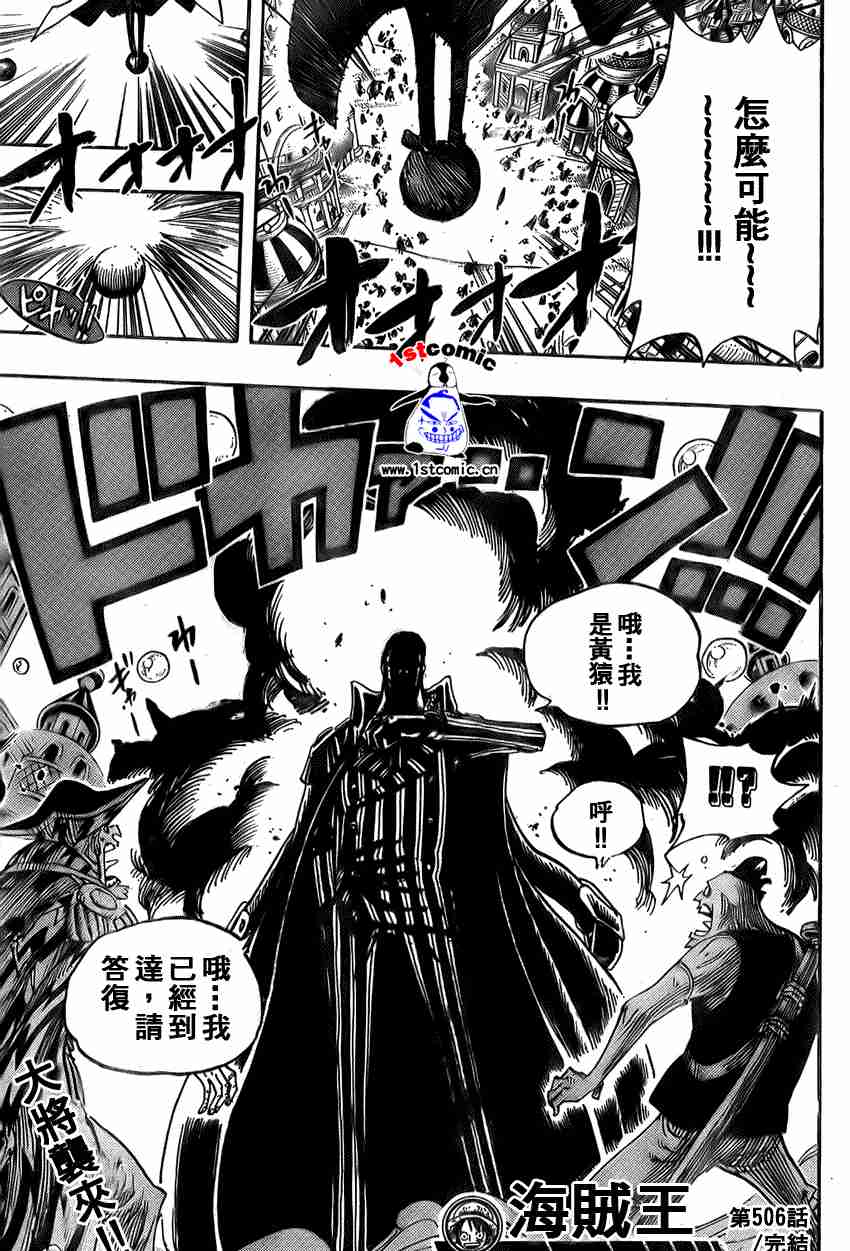 怎麼可能~~
~~~~~~!!!
オオオオ
オオオオ
ピカッ!!
1stcomic
www.1stcomic.cn
ドカァーーン!!!
哦…我
是黃猿!!
呼!!
!!!?
哦…我
已經到
達，請
答復
大將襲來!!
海賊王
第506話
/完結